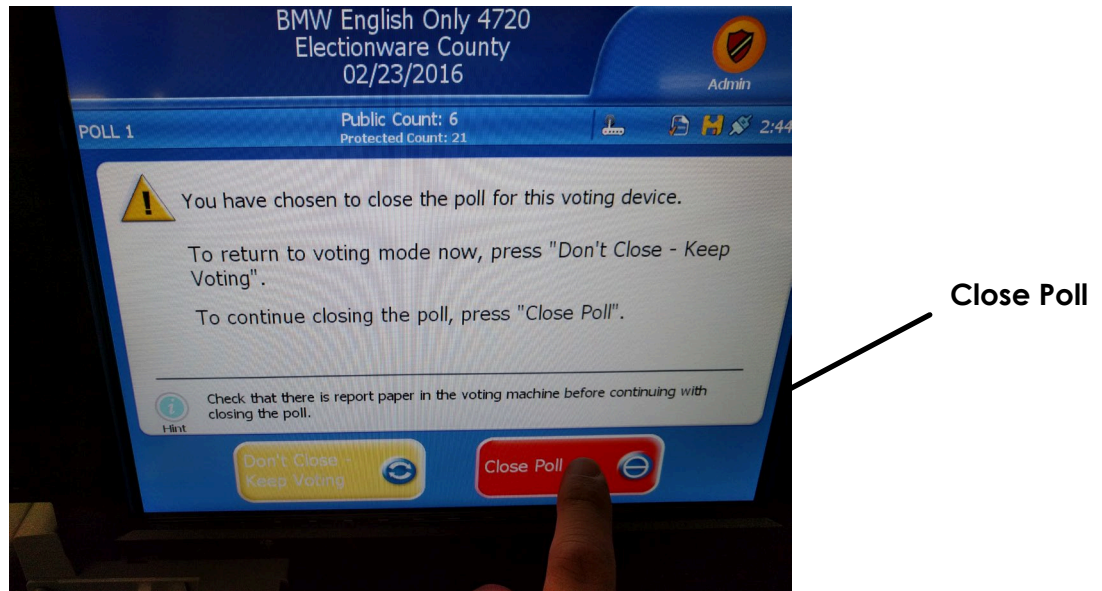 BMW English Only 4720
Electionware County
02/23/2016
Admin
POLL 1
Public Count: 6
Protected Count: 21
2:44
You have chosen to close the poll for this voting device.
To return to voting mode now, press "Don't Close - Keep
Voting".
To continue closing the poll, press "Close Poll".
Check that there is report paper in the voting machine before continuing with
closing the poll.
Hint
Don't Close -
Keep Voting
Close Poll
Close Poll